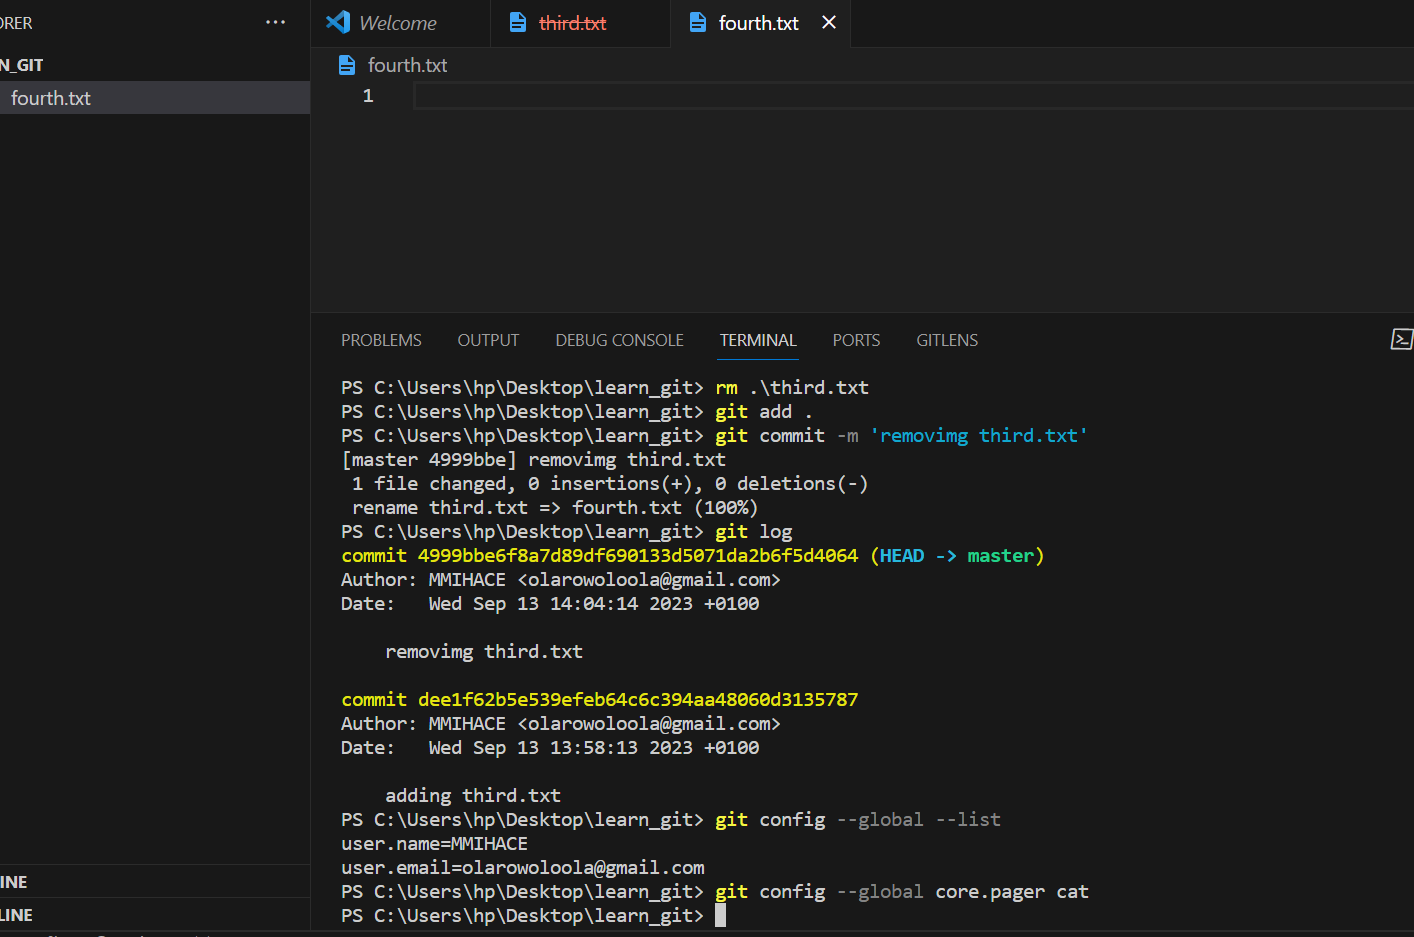 ORER ...
Welcome third.txt fourth.txt
N_GIT
fourth.txt
fourth.txt
1
PROBLEMS OUTPUT DEBUG CONSOLE TERMINAL PORTS GITLENS
PS C:\Users\hp\Desktop\learn_git> rm .\third.txt
PS C:\Users\hp\Desktop\learn_git> git add .
PS C:\Users\hp\Desktop\learn_git> git commit -m 'removimg third.txt'
[master 4999bbe] removimg third.txt
 1 file changed, 0 insertions(+), 0 deletions(-)
 rename third.txt => fourth.txt (100%)
PS C:\Users\hp\Desktop\learn_git> git log
commit 4999bbe6f8a7d89df690133d5071da2b6f5d4064 (HEAD -> master)
Author: MMIHACE <olarowoloola@gmail.com>
Date:   Wed Sep 13 14:04:14 2023 +0100
    removimg third.txt
commit dee1f62b5e539efeb64c6c394aa48060d3135787
Author: MMIHACE <olarowoloola@gmail.com>
Date:   Wed Sep 13 13:58:13 2023 +0100
    adding third.txt
PS C:\Users\hp\Desktop\learn_git> git config --global --list
user.name=MMIHACE
user.email=olarowoloola@gmail.com
PS C:\Users\hp\Desktop\learn_git> git config --global core.pager cat
PS C:\Users\hp\Desktop\learn_git>
INE
LINE